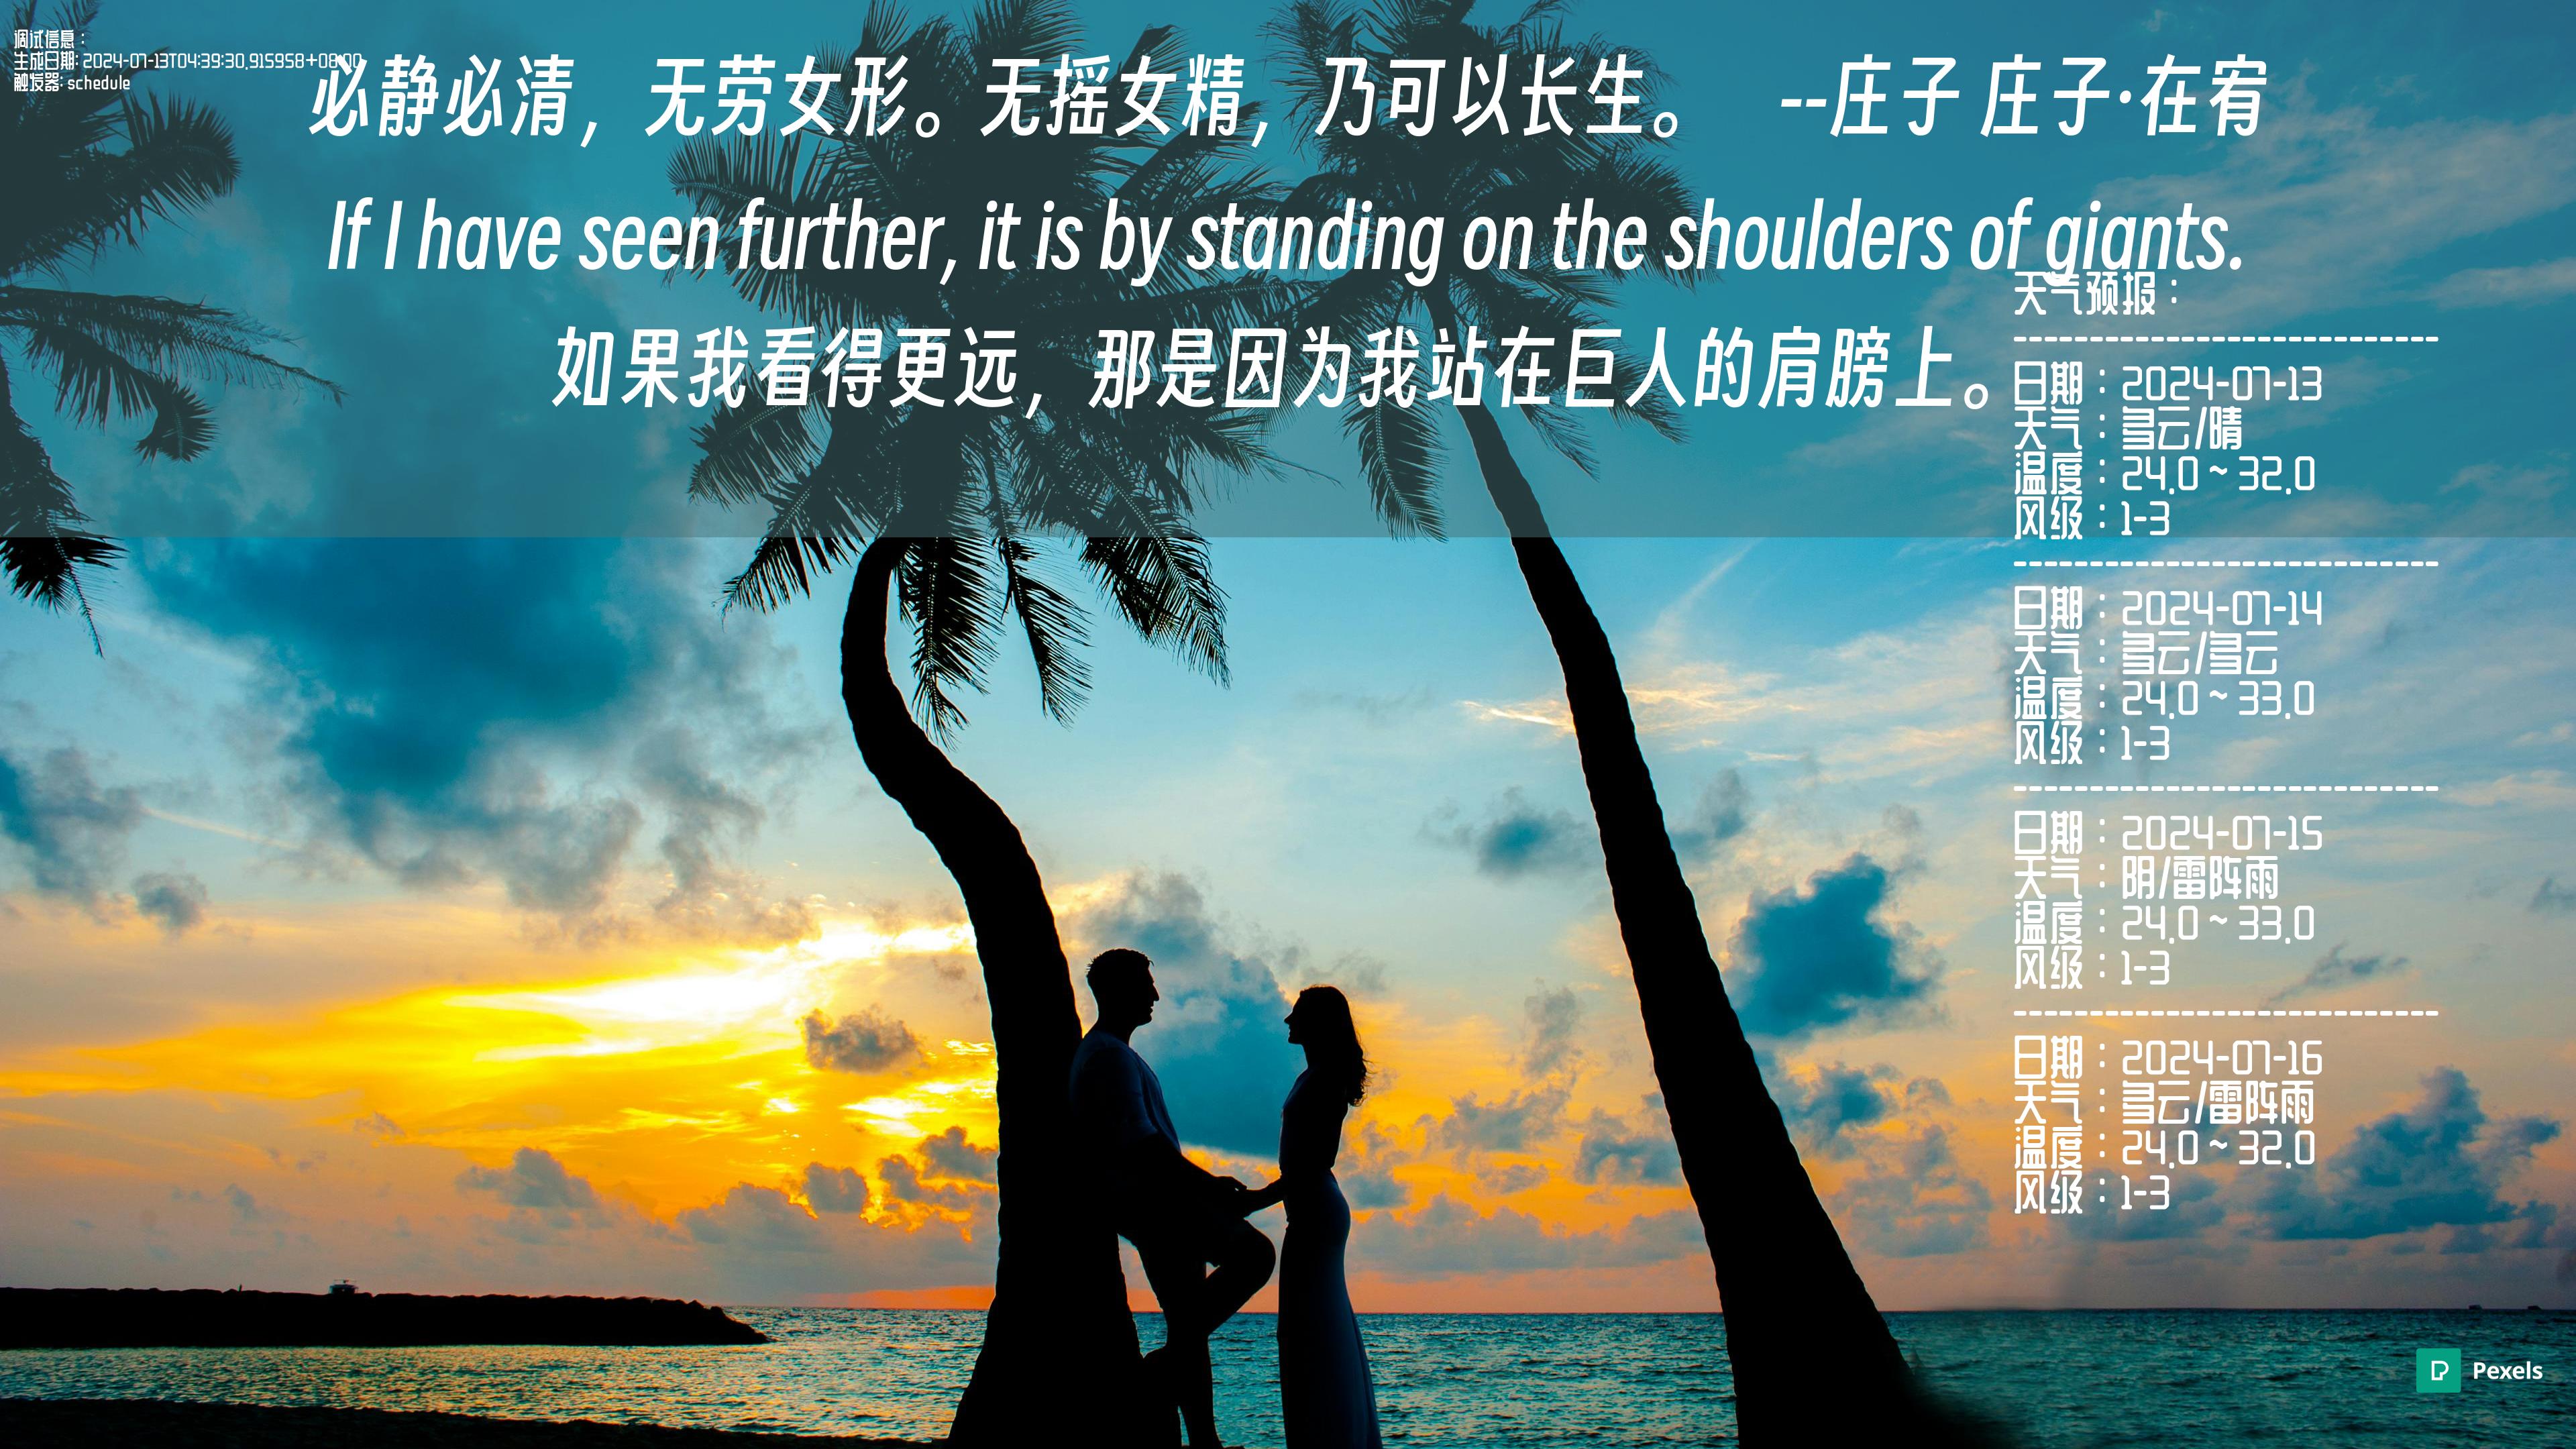 调试信息：
生成日期: 2024-07-13T04:39:30.915958+08:00
触发器: schedule
必静必清，无劳女形。无摇女精，乃可以长生。 --庄子 庄子·在宥
If I have seen further, it is by standing on the shoulders of giants.
如果我看得更远，那是因为我站在巨人的肩膀上。
天气预报：
----------------------------
日期：2024-07-13
天气：多云/晴
温度：24.0 ~ 32.0
风级：1-3
----------------------------
日期：2024-07-14
天气：多云/多云
温度：24.0 ~ 33.0
风级：1-3
----------------------------
日期：2024-07-15
天气：阴/雷阵雨
温度：24.0 ~ 33.0
风级：1-3
----------------------------
日期：2024-07-16
天气：多云/雷阵雨
温度：24.0 ~ 32.0
风级：1-3
Pexels